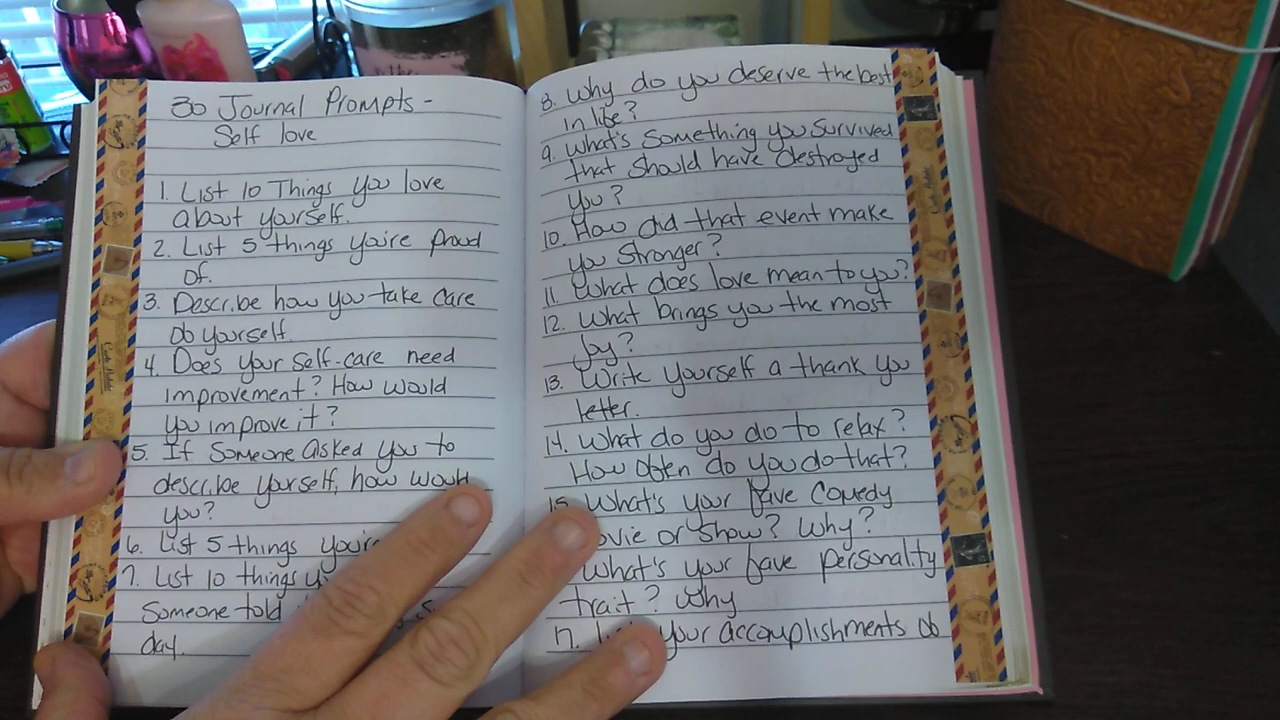 30 Journal Prompts -
Self love
1. List 10 Things you love
about yourself.
2. List 5 things you're proud
of.
3. Describe how you take care
of yourself.
4. Does your self-care need
improvement? How would
you improve it?
5. If someone asked you to
describe yourself, how would
you?
6. List 5 things you're
7. List 10 things
someone told
day.
8. Why do you deserve the best
in life?
9. What's something you survived
that should have destroyed
you?
10. How did that event make
you stronger?
11. What does love mean to you?
12. What brings you the most
joy?
13. Write yourself a thank you
letter.
14. What do you do to relax?
How often do you do that?
15. What's your fave comedy
or show? Why?
What's your fave personality
trait? Why
17. your accomplishments of